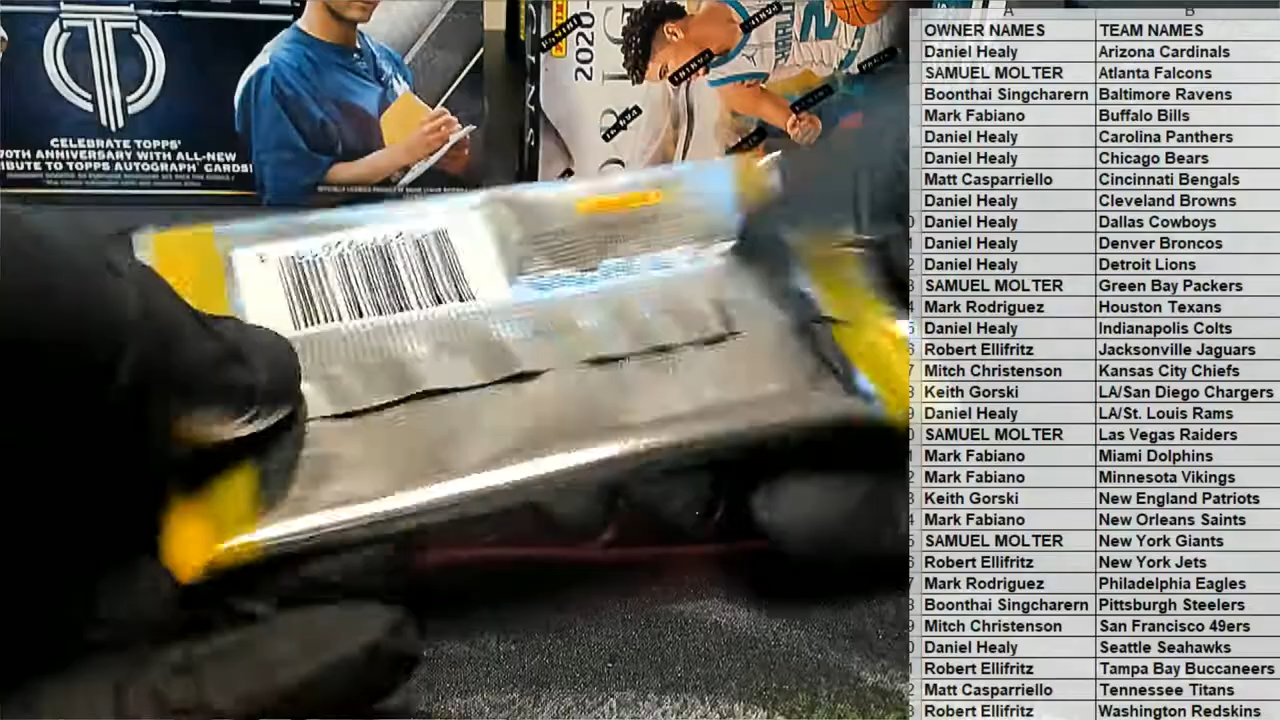 CELEBRATE TOPPS'
70TH ANNIVERSARY WITH ALL-NEW
TRIBUTE TO TOPPS AUTOGRAPH CARDS!
PANINI
2020
PANINI
PANINI
PANINI
A B
OWNER NAMES TEAM NAMES
Daniel Healy Arizona Cardinals
SAMUEL MOLTER Atlanta Falcons
Boonthai Singcharern Baltimore Ravens
Mark Fabiano Buffalo Bills
Daniel Healy Carolina Panthers
Daniel Healy Chicago Bears
Matt Casparriello Cincinnati Bengals
Daniel Healy Cleveland Browns
Daniel Healy Dallas Cowboys
Daniel Healy Denver Broncos
Daniel Healy Detroit Lions
SAMUEL MOLTER Green Bay Packers
Mark Rodriguez Houston Texans
Daniel Healy Indianapolis Colts
Robert Ellifritz Jacksonville Jaguars
Mitch Christenson Kansas City Chiefs
Keith Gorski LA/San Diego Chargers
Daniel Healy LA/St. Louis Rams
SAMUEL MOLTER Las Vegas Raiders
Mark Fabiano Miami Dolphins
Mark Fabiano Minnesota Vikings
Keith Gorski New England Patriots
Mark Fabiano New Orleans Saints
SAMUEL MOLTER New York Giants
Robert Ellifritz New York Jets
Mark Rodriguez Philadelphia Eagles
Boonthai Singcharern Pittsburgh Steelers
Mitch Christenson San Francisco 49ers
Daniel Healy Seattle Seahawks
Robert Ellifritz Tampa Bay Buccaneers
Matt Casparriello Tennessee Titans
Robert Ellifritz Washington Redskins